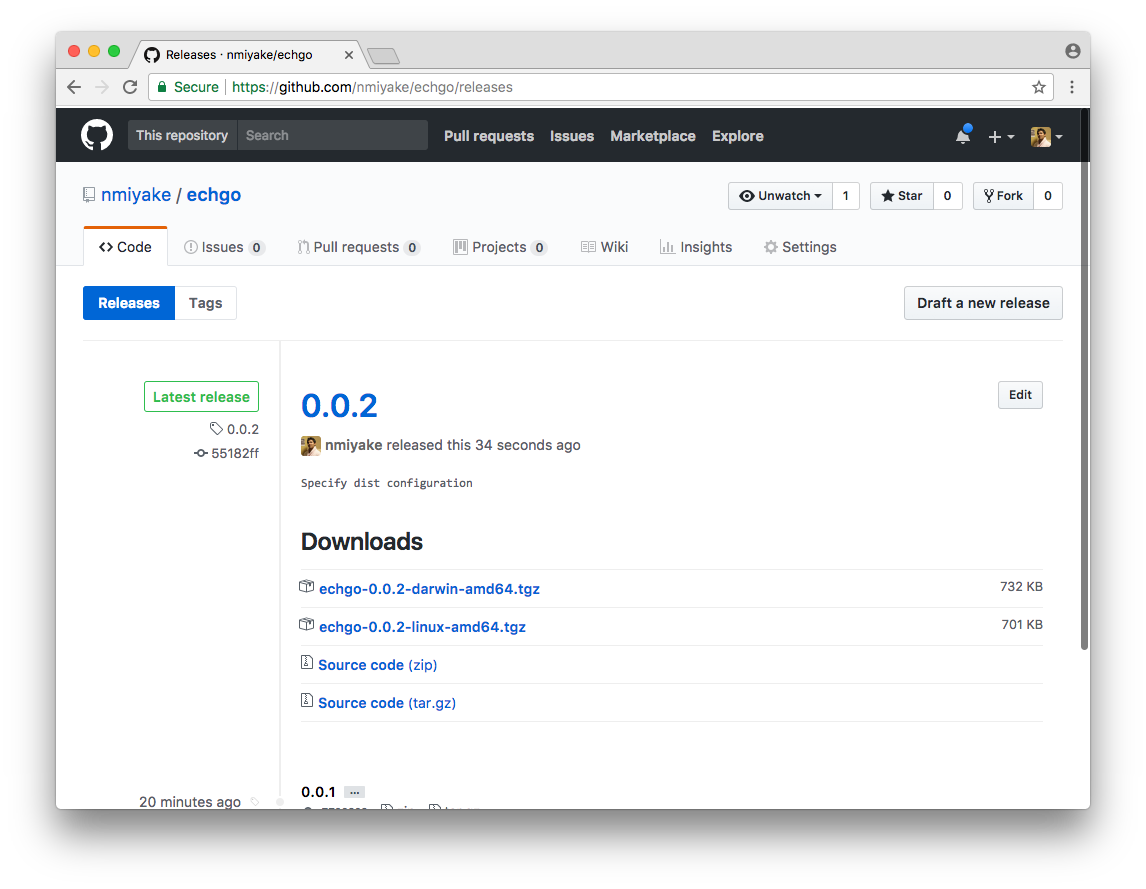 Releases · nmiyake/echgo
Secure https://github.com/nmiyake/echgo/releases
This repository Search Pull requests Issues Marketplace Explore
nmiyake / echgo Unwatch 1 Star 0 Fork 0
Code Issues 0 Pull requests 0 Projects 0 Wiki Insights Settings
Releases Tags Draft a new release
Latest release 0.0.2 Edit
0.0.2
55182ff
nmiyake released this 34 seconds ago
Specify dist configuration
Downloads
echgo-0.0.2-darwin-amd64.tgz 732 KB
echgo-0.0.2-linux-amd64.tgz 701 KB
Source code (zip)
Source code (tar.gz)
20 minutes ago 0.0.1 ...